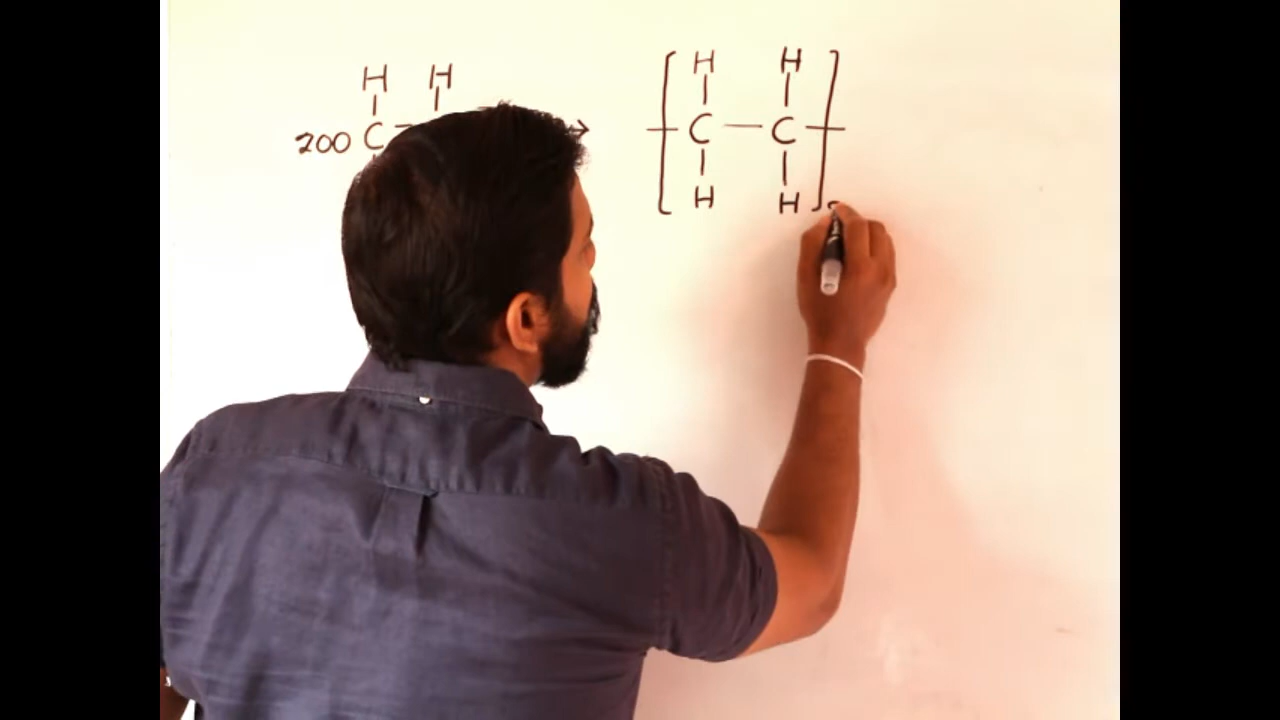 H H
200 C →
[ H H ]
— C — C —
H H